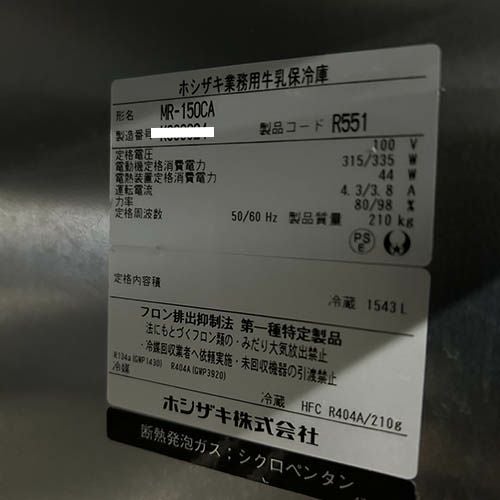 ホシザキ業務用牛乳保冷庫
形名 MR-150CA
製造番号
製品コード R551
定格電圧 100 V
電動機定格消費電力 315/335 W
電熱装置定格消費電力 44 W
運転電流 4.3/3.8 A
力率 80/98 %
定格周波数 50/60 Hz 製品質量 210 kg
PS
E
定格内容積
冷蔵 1543 L
フロン排出抑制法 第一種特定製品
法にもとづくフロン類の・みだり大気放出禁止
・冷媒回収業者へ依頼実施・未回収機器の引渡禁止
R134a(GWP1430) R404A(GWP3920)
冷媒 冷蔵 HFC R404A/210g
ホシザキ株式会社
断熱発泡ガス:シクロペンタン